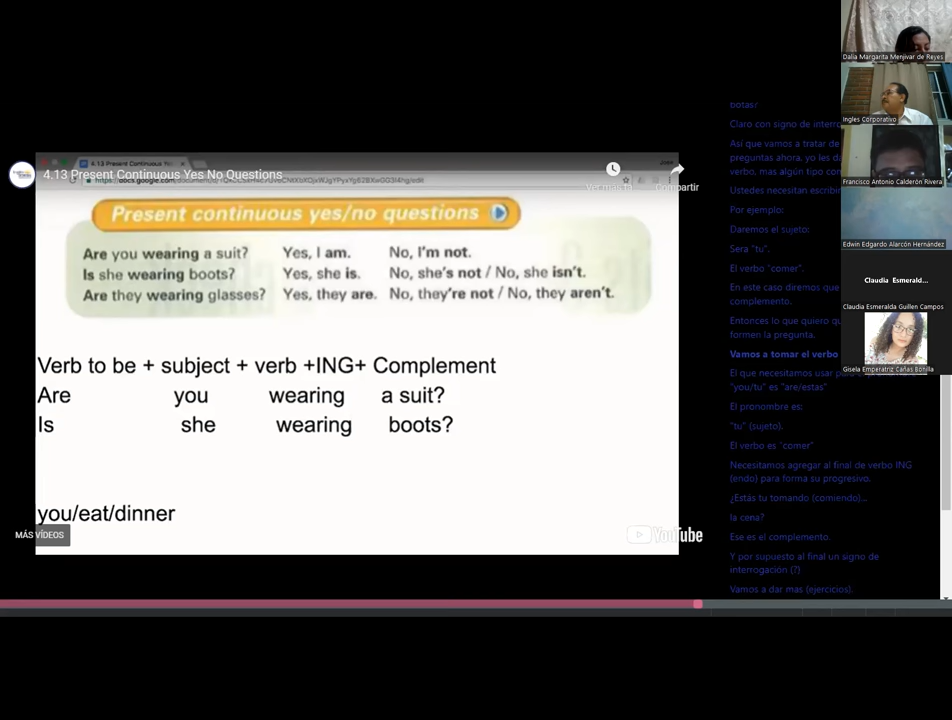 4.13 Present Continuous Yes No Questions
Ver más ta
Compartir
Present continuous yes/no questions
Are you wearing a suit? Yes, I am. No, I'm not.
Is she wearing boots? Yes, she is. No, she's not / No, she isn't.
Are they wearing glasses? Yes, they are. No, they're not / No, they aren't.
Verb to be + subject + verb +ING+ Complement
Are you wearing a suit?
Is she wearing boots?
you/eat/dinner
MÁS VÍDEOS
YouTube
botas?
Claro con signo de interro
Así que vamos a tratar de
preguntas ahora, yo les da
verbo, mas algún tipo con
Ustedes necesitan escribir
Por ejemplo:
Daremos el sujeto:
Sera "tu".
El verbo "comer".
En este caso diremos que
complemento.
Entonces lo que quiero qu
formen la pregunta.
Vamos a tomar el verbo
El que necesitamos usar
"you/tu" es "are/estas"
El pronombre es:
"tu" (sujeto).
El verbo es "comer"
Necesitamos agregar al final de verbo ING
(endo) para forma su progresivo.
¿Estás tu tomando (comiendo)...
la cena?
Ese es el complemento.
Y por supuesto al final un signo de
interrogación (?)
Vamos a dar mas (ejercicios).
Dalia Margarita Menjivar de Reyes
Ingles Corporativo
Francisco Antonio Calderón Rivera
Edwin Edgardo Alarcón Hernández
Claudia Esmerald...
Claudia Esmeralda Guillen Campos
Gisela Emperatriz Cañas Bonilla